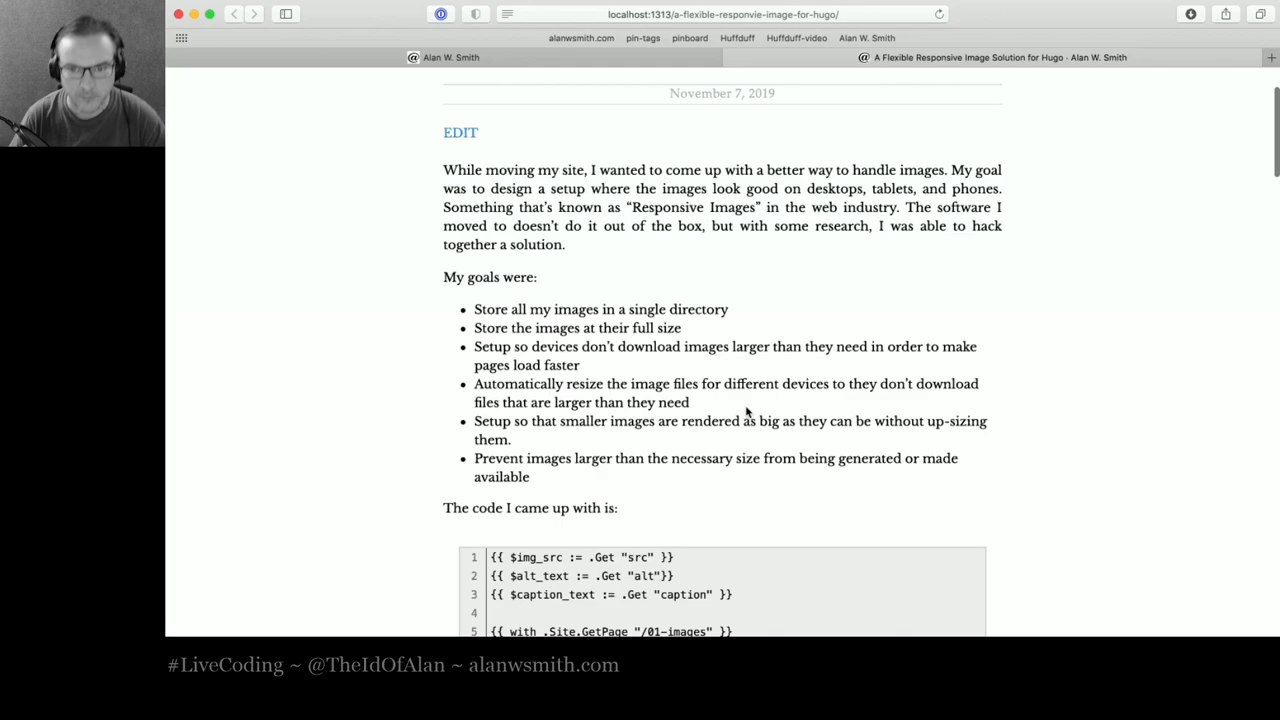 localhost:1313/a-flexible-responvie-image-for-hugo/
alanwsmith.com pin-tags pinboard Huffduff Huffduff-video Alan W. Smith
@ Alan W. Smith
@ A Flexible Responsive Image Solution for Hugo - Alan W. Smith
November 7, 2019
EDIT
While moving my site, I wanted to come up with a better way to handle images. My goal
was to design a setup where the images look good on desktops, tablets, and phones.
Something that’s known as “Responsive Images” in the web industry. The software I
moved to doesn’t do it out of the box, but with some research, I was able to hack
together a solution.
My goals were:
• Store all my images in a single directory
• Store the images at their full size
• Setup so devices don’t download images larger than they need in order to make
pages load faster
• Automatically resize the image files for different devices to they don’t download
files that are larger than they need
• Setup so that smaller images are rendered as big as they can be without up-sizing
them.
• Prevent images larger than the necessary size from being generated or made
available
The code I came up with is:
1 {{ $img_src := .Get "src" }}
2 {{ $alt_text := .Get "alt"}}
3 {{ $caption_text := .Get "caption" }}
4
5 {{ with .Site.GetPage "/01-images" }}
#LiveCoding ~ @TheIdOfAlan ~ alanwsmith.com